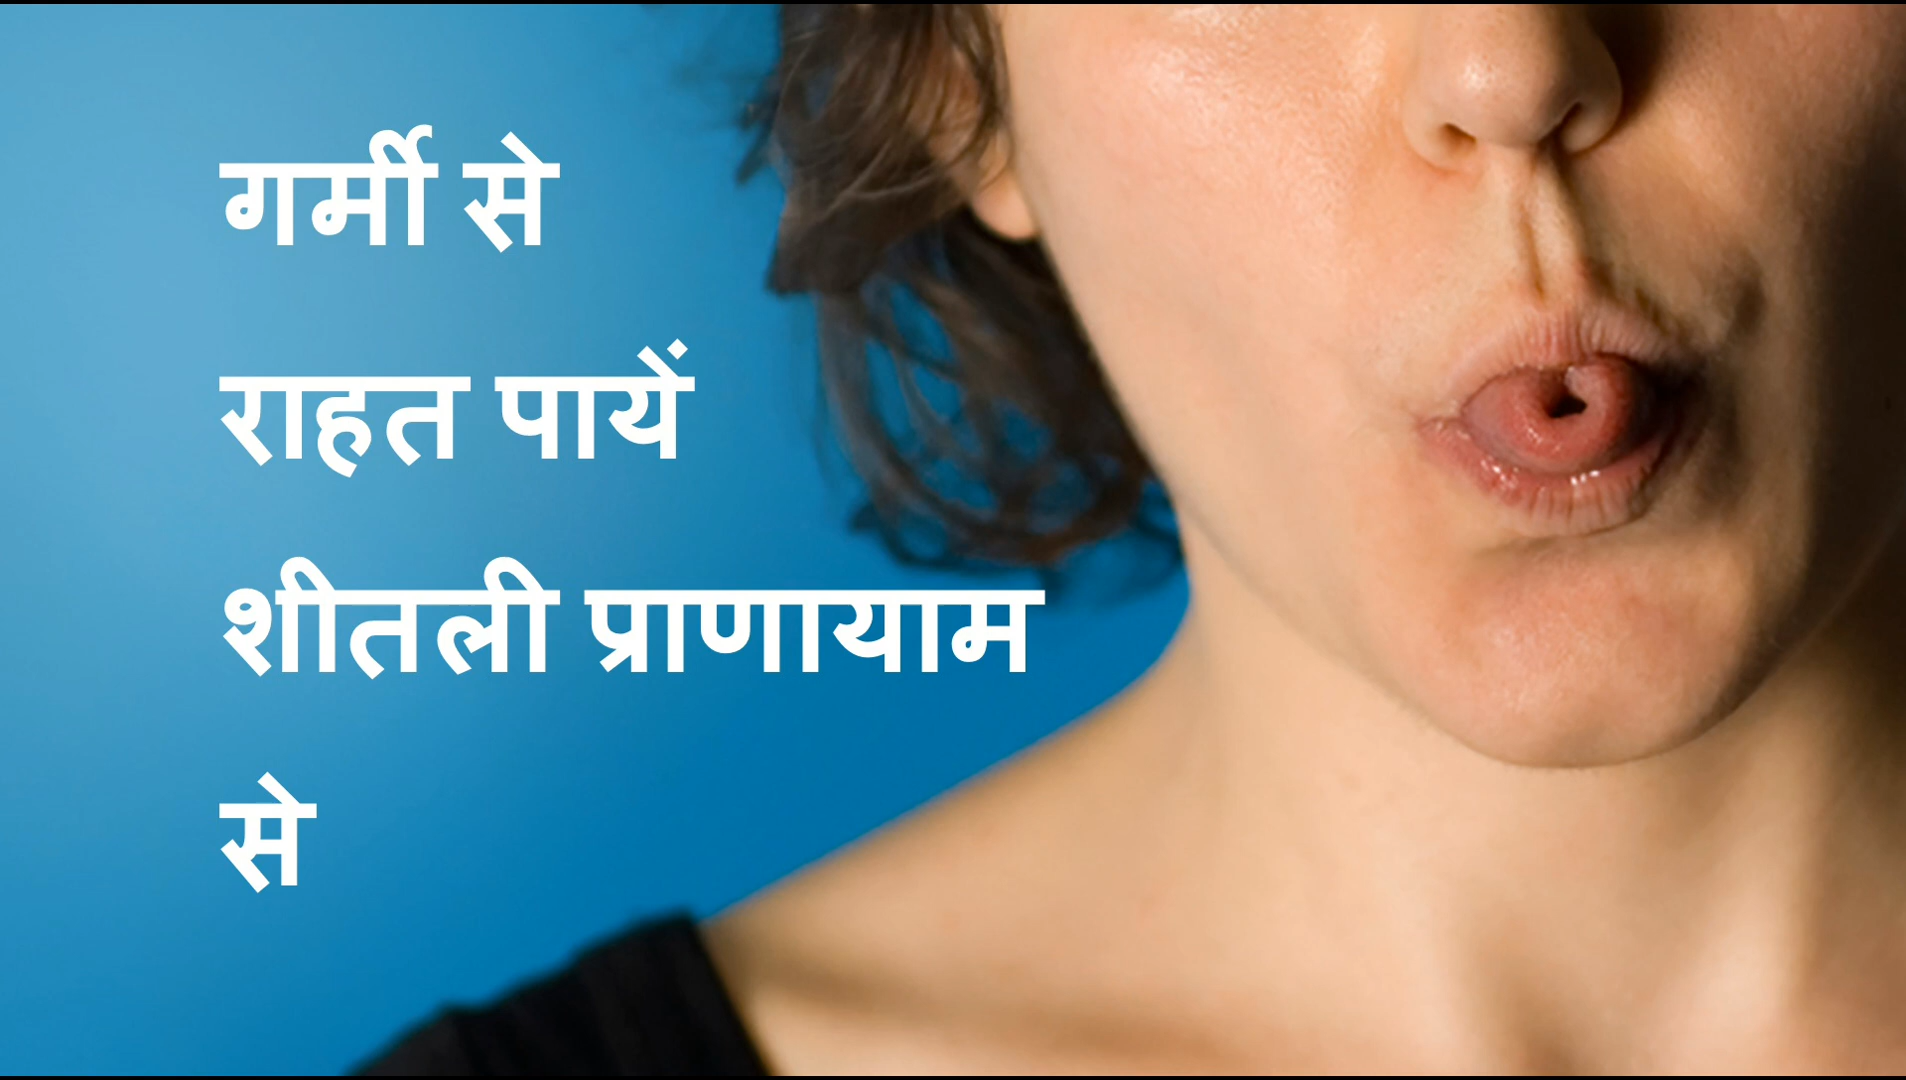 गर्मी से
राहत पायें
शीतली प्राणायाम
से